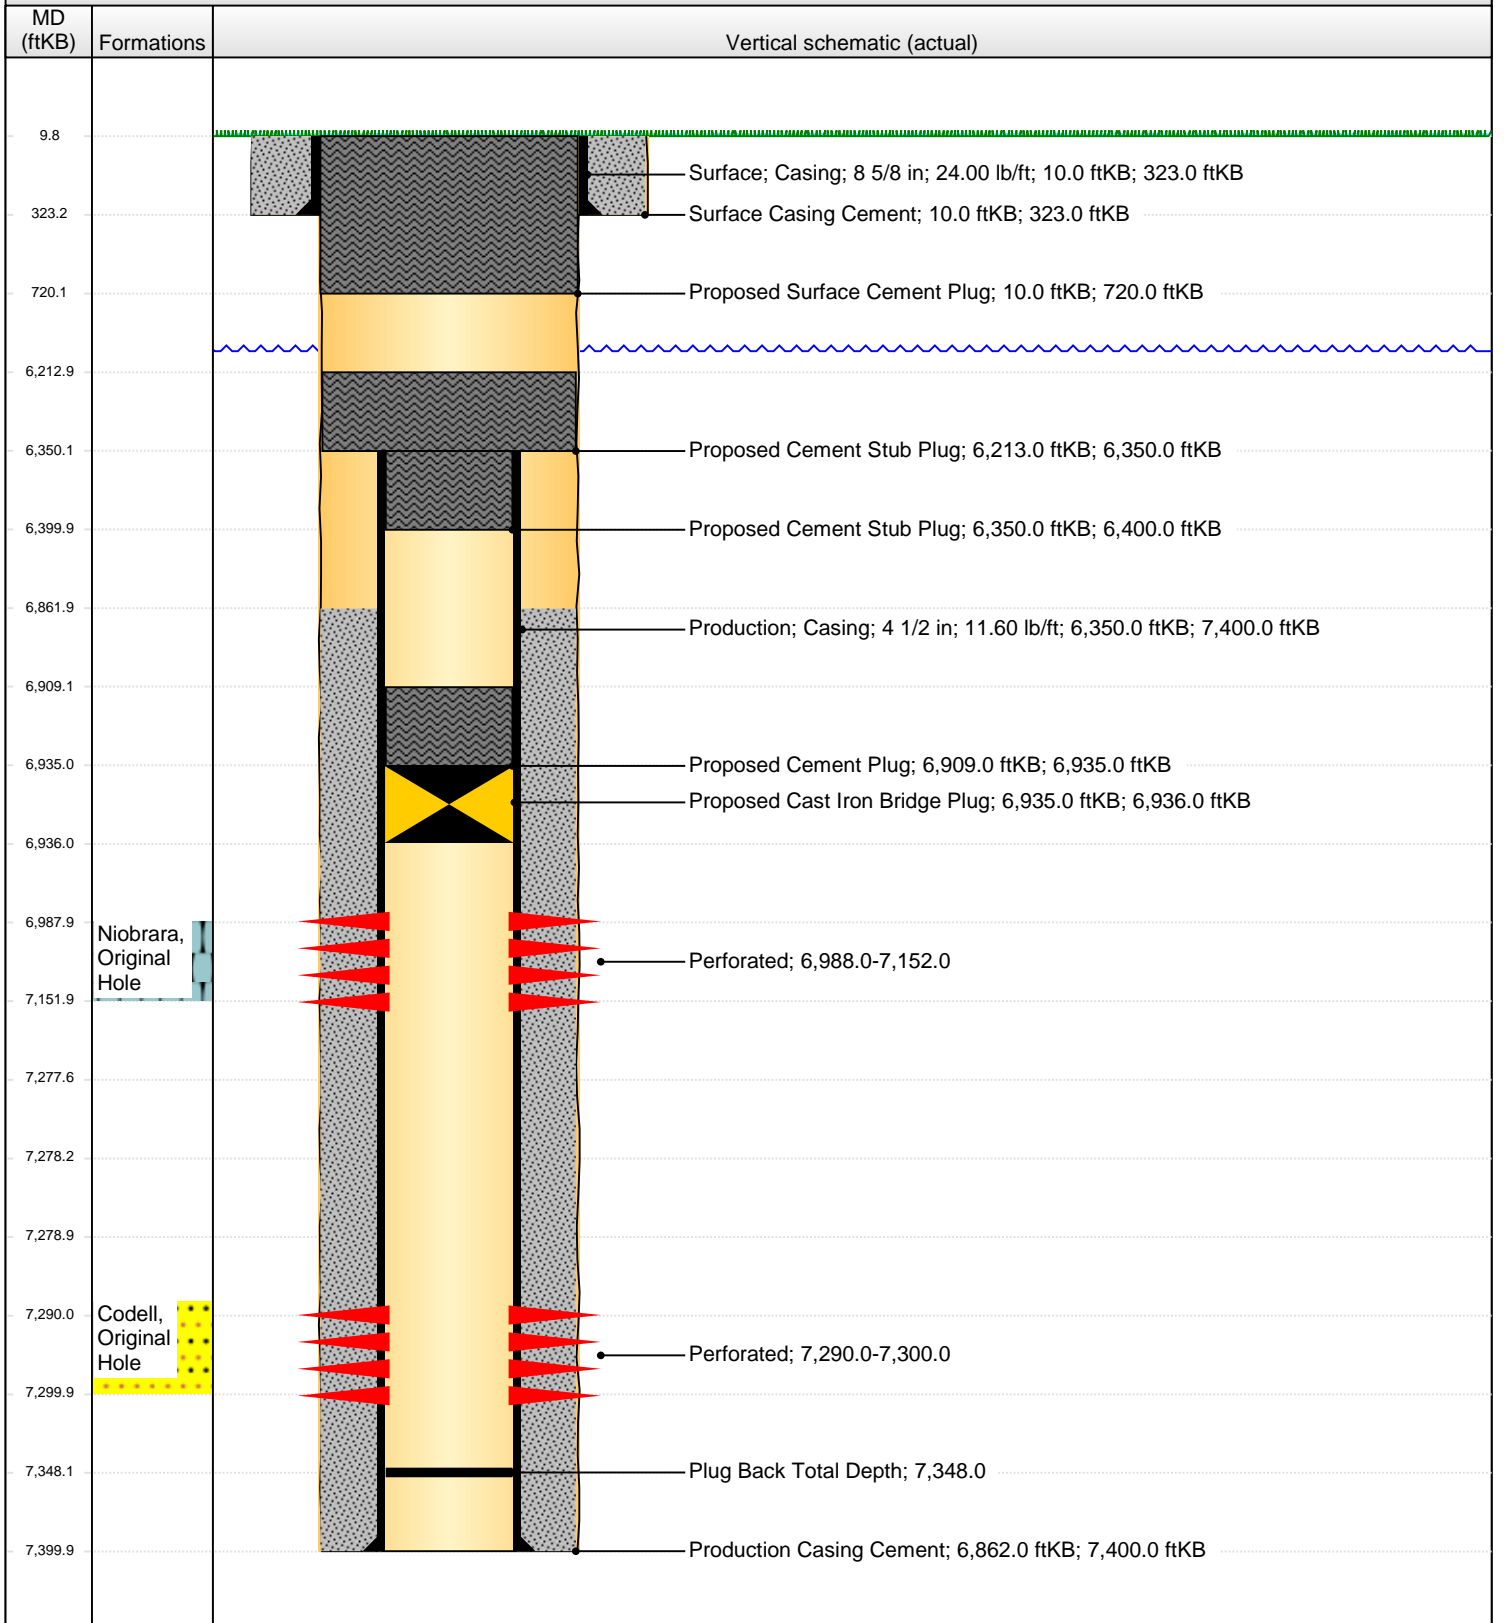 MD
(ftKB)
Formations
Vertical schematic (actual)
9.8
Surface; Casing; 8 5/8 in; 24.00 lb/ft; 10.0 ftKB; 323.0 ftKB
323.2
Surface Casing Cement; 10.0 ftKB; 323.0 ftKB
720.1
Proposed Surface Cement Plug; 10.0 ftKB; 720.0 ftKB
6,212.9
6,350.1
Proposed Cement Stub Plug; 6,213.0 ftKB; 6,350.0 ftKB
6,399.9
Proposed Cement Stub Plug; 6,350.0 ftKB; 6,400.0 ftKB
6,861.9
Production; Casing; 4 1/2 in; 11.60 lb/ft; 6,350.0 ftKB; 7,400.0 ftKB
6,909.1
6,935.0
Proposed Cement Plug; 6,909.0 ftKB; 6,935.0 ftKB
Proposed Cast Iron Bridge Plug; 6,935.0 ftKB; 6,936.0 ftKB
6,936.0
6,987.9
Niobrara,
Original
Hole
Perforated; 6,988.0-7,152.0
7,151.9
7,277.6
7,278.2
7,278.9
7,290.0
Codell,
Original
Hole
Perforated; 7,290.0-7,300.0
7,299.9
7,348.1
Plug Back Total Depth; 7,348.0
7,399.9
Production Casing Cement; 6,862.0 ftKB; 7,400.0 ftKB